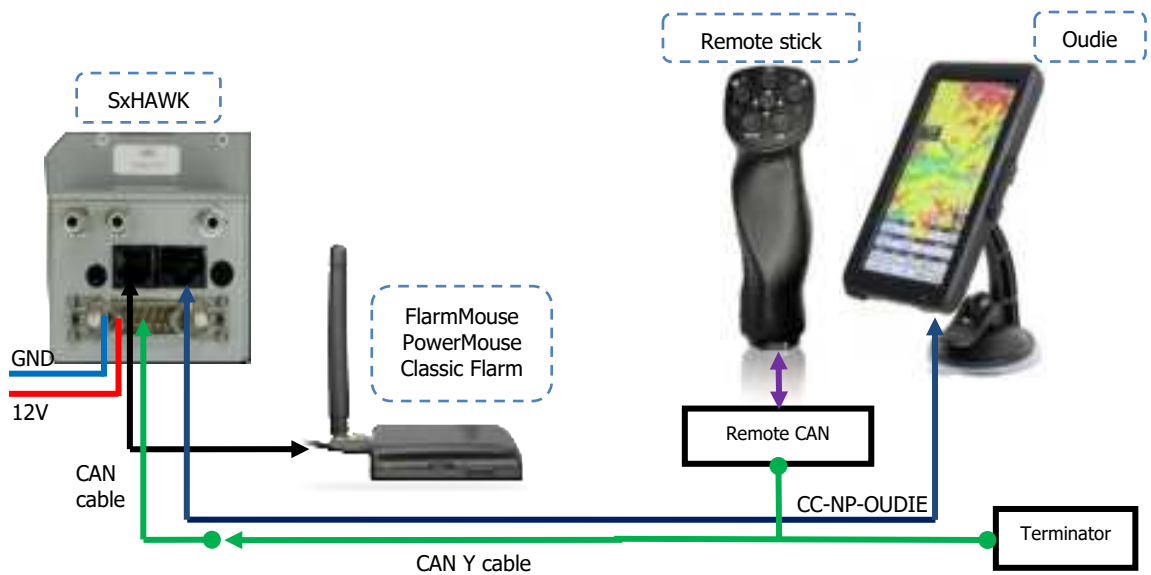 Remote stick
Oudie
SxHAWK
FlarmMouse
PowerMouse
Classic Flarm
GND
12V
Remote CAN
CAN
cable
CC-NP-OUDIE
Terminator
CAN Y cable